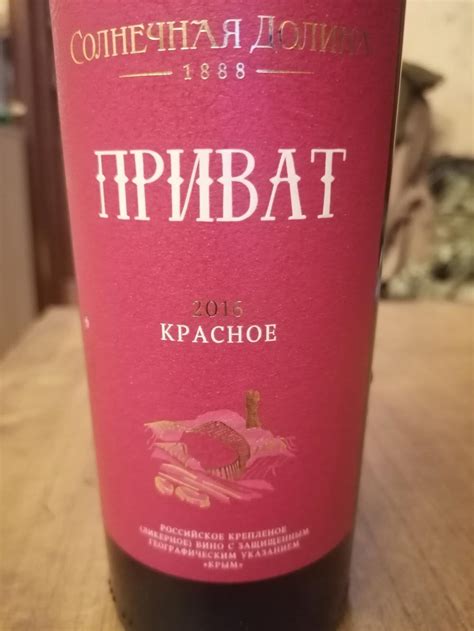 СОЛНЕЧНАЯ ДОЛИНА
1888
ПРИВАТ
2016
КРАСНОЕ
РОССИЙСКОЕ КРЕПЛЕНОЕ
(ЛИКЕРНОЕ) ВИНО С ЗАЩИЩЕННЫМ
ГЕОГРАФИЧЕСКИМ УКАЗАНИЕМ
«КРЫМ»